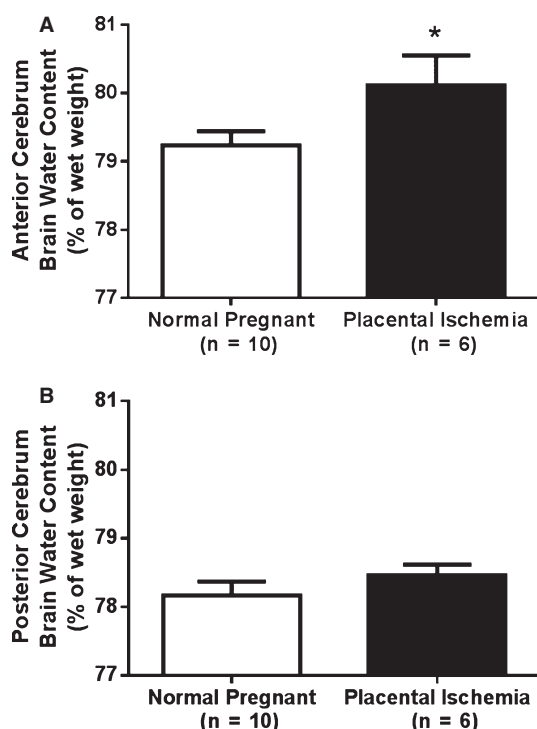 A
Anterior Cerebrum
Brain Water Content
(% of wet weight)
81
80
79
78
77
*
Normal Pregnant
(n = 10)
Placental Ischemia
(n = 6)
B
Posterior Cerebrum
Brain Water Content
(% of wet weight)
81
80
79
78
77
Normal Pregnant
(n = 10)
Placental Ischemia
(n = 6)